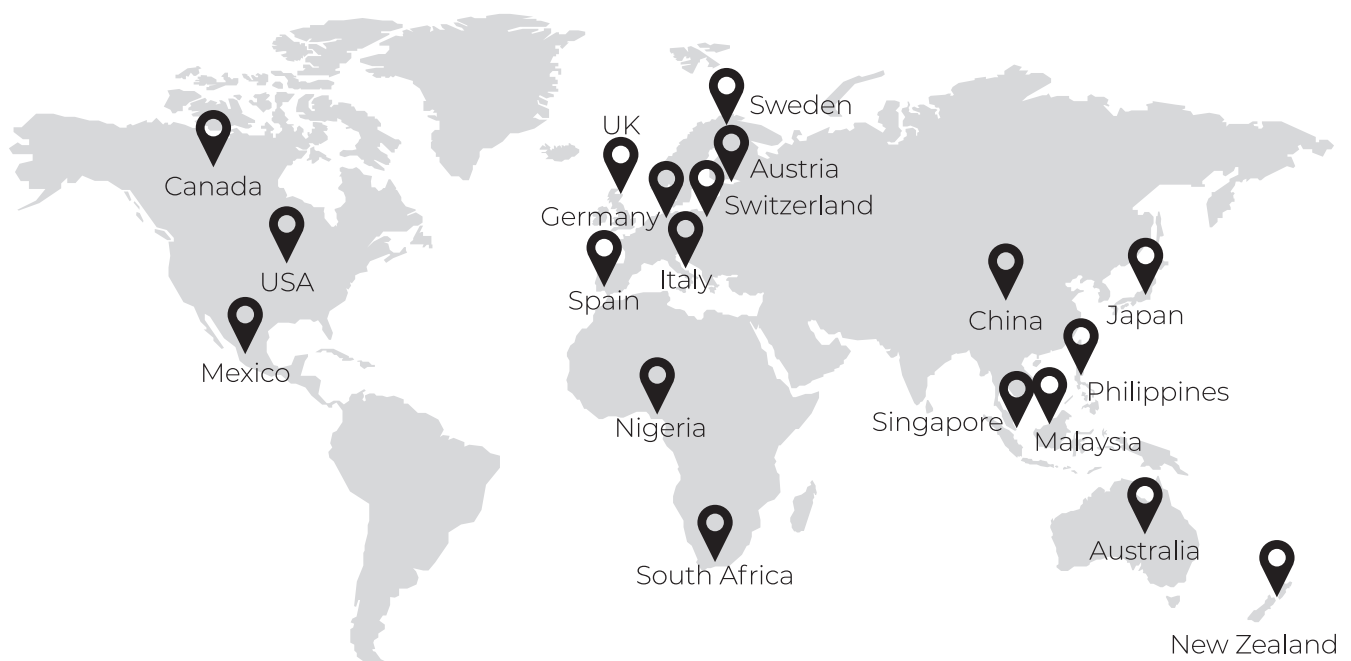 Sweden
UK
Austria
Canada
Switzerland
Germany
USA
Italy
Spain
Japan
China
Mexico
Philippines
Singapore
Nigeria
Malaysia
Australia
South Africa
New Zealand